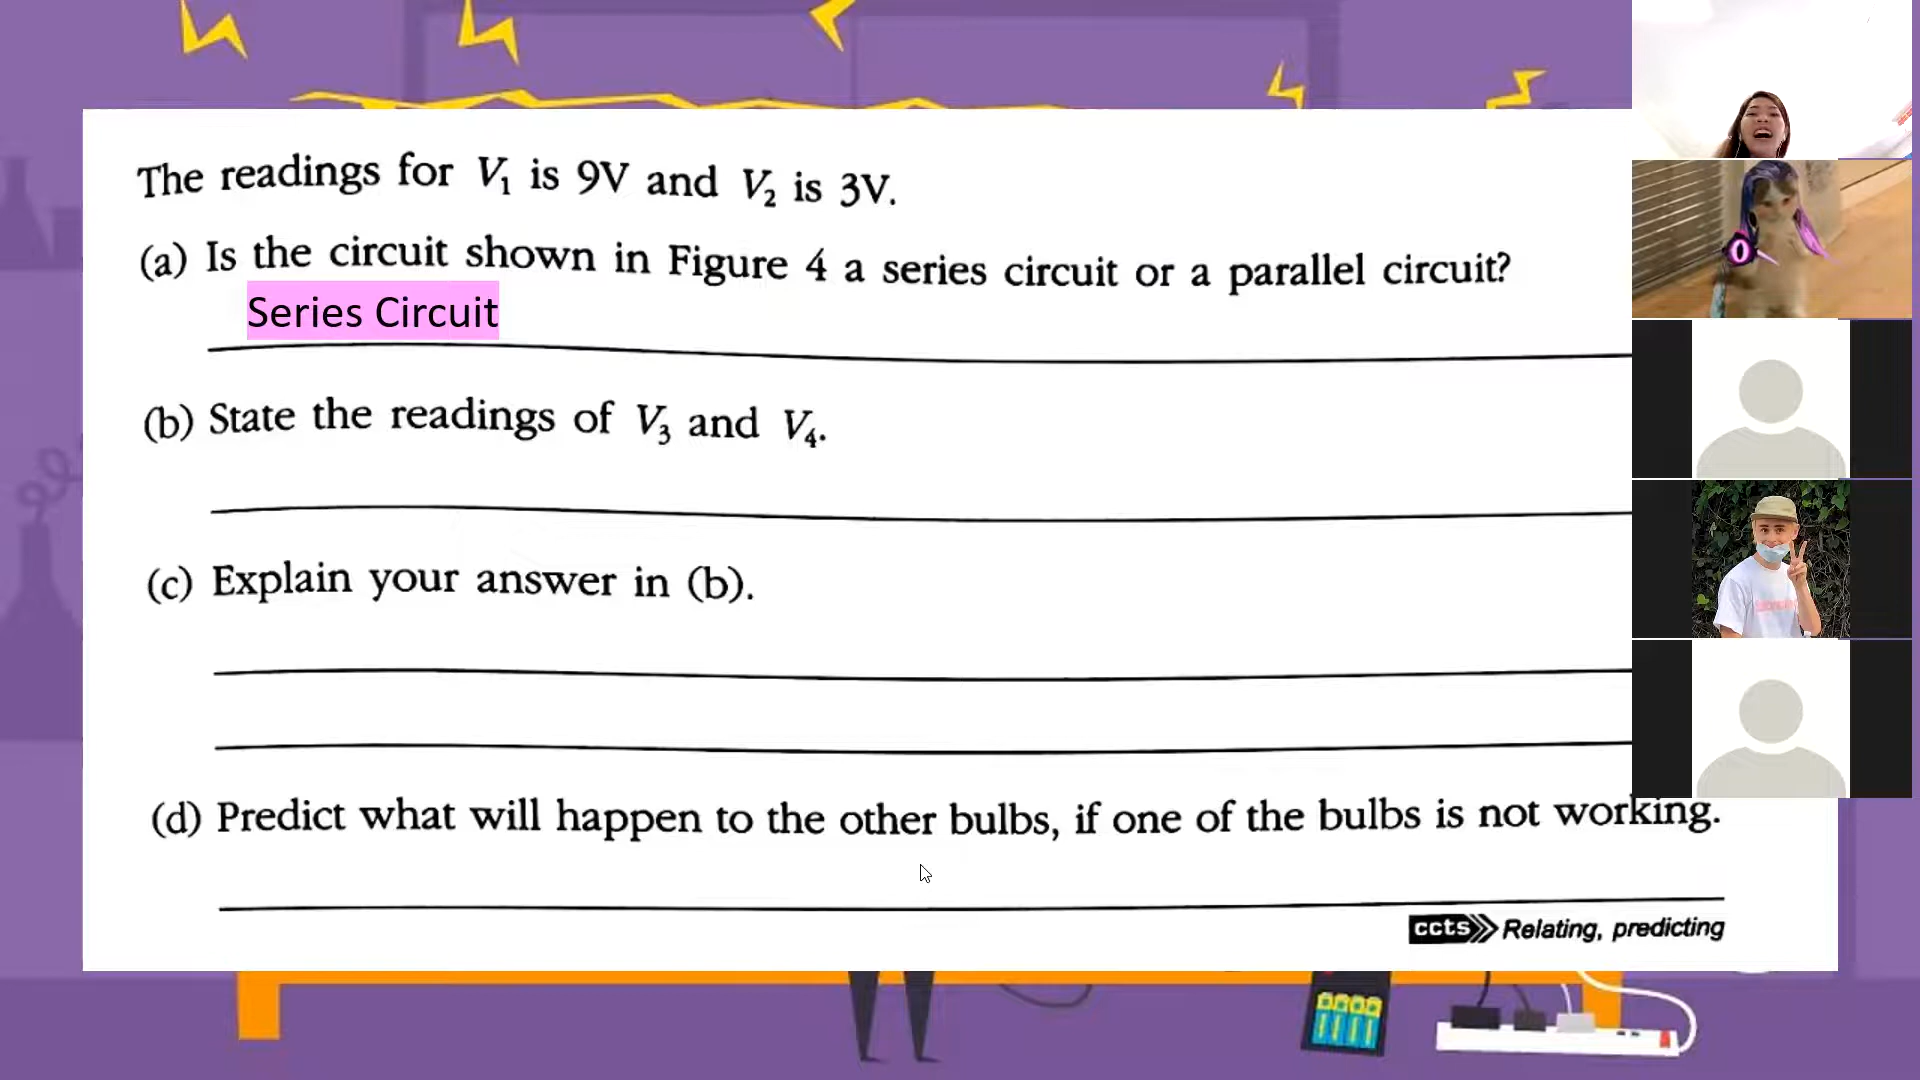 The readings for V₁ is 9V and V₂ is 3V.
(a) Is the circuit shown in Figure 4 a series circuit or a parallel circuit?
Series Circuit
(b) State the readings of V₃ and V₄.
(c) Explain your answer in (b).
(d) Predict what will happen to the other bulbs, if one of the bulbs is not working.
ccts Relating, predicting